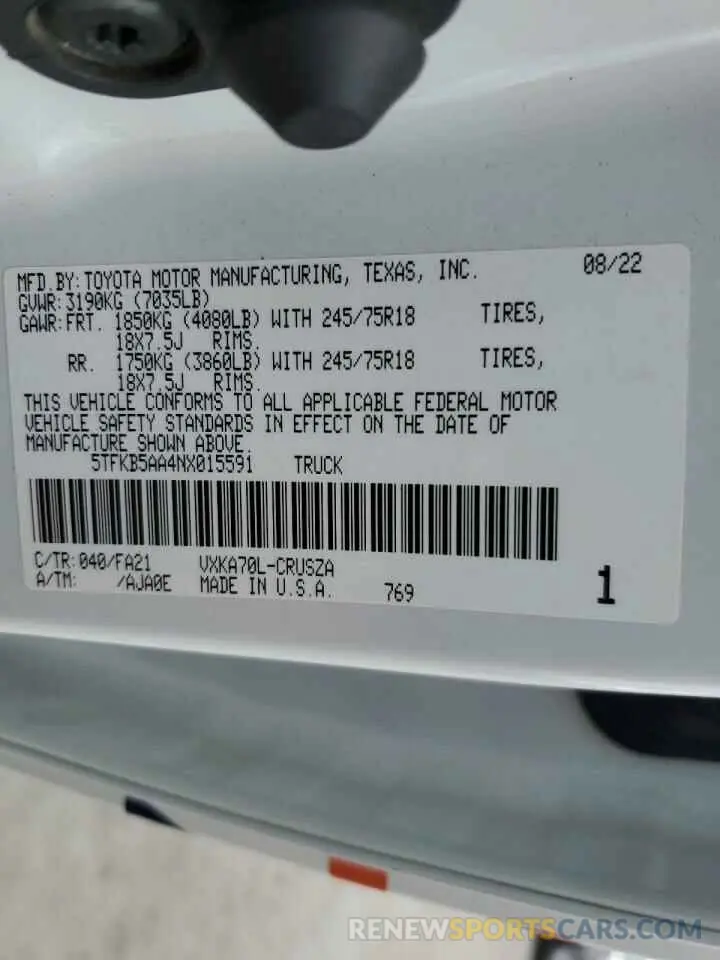 MFD.BY:TOYOTA MOTOR MANUFACTURING, TEXAS, INC. 08/22
GVWR:3190KG (7035LB)
GAWR:FRT. 1850KG (4080LB) WITH 245/75R18 TIRES,
18X7.5J RIMS.
RR. 1750KG (3860LB) WITH 245/75R18 TIRES,
18X7.5J RIMS.
THIS VEHICLE CONFORMS TO ALL APPLICABLE FEDERAL MOTOR
VEHICLE SAFETY STANDARDS IN EFFECT ON THE DATE OF
MANUFACTURE SHOWN ABOVE.
5TFKB5AA4NX015591 TRUCK
C/TR:040/FA21 VXKA70L-CRUSZA
A/TM: /AJA0E MADE IN U.S.A. 769 1
RENEWSPORTSCARS.COM